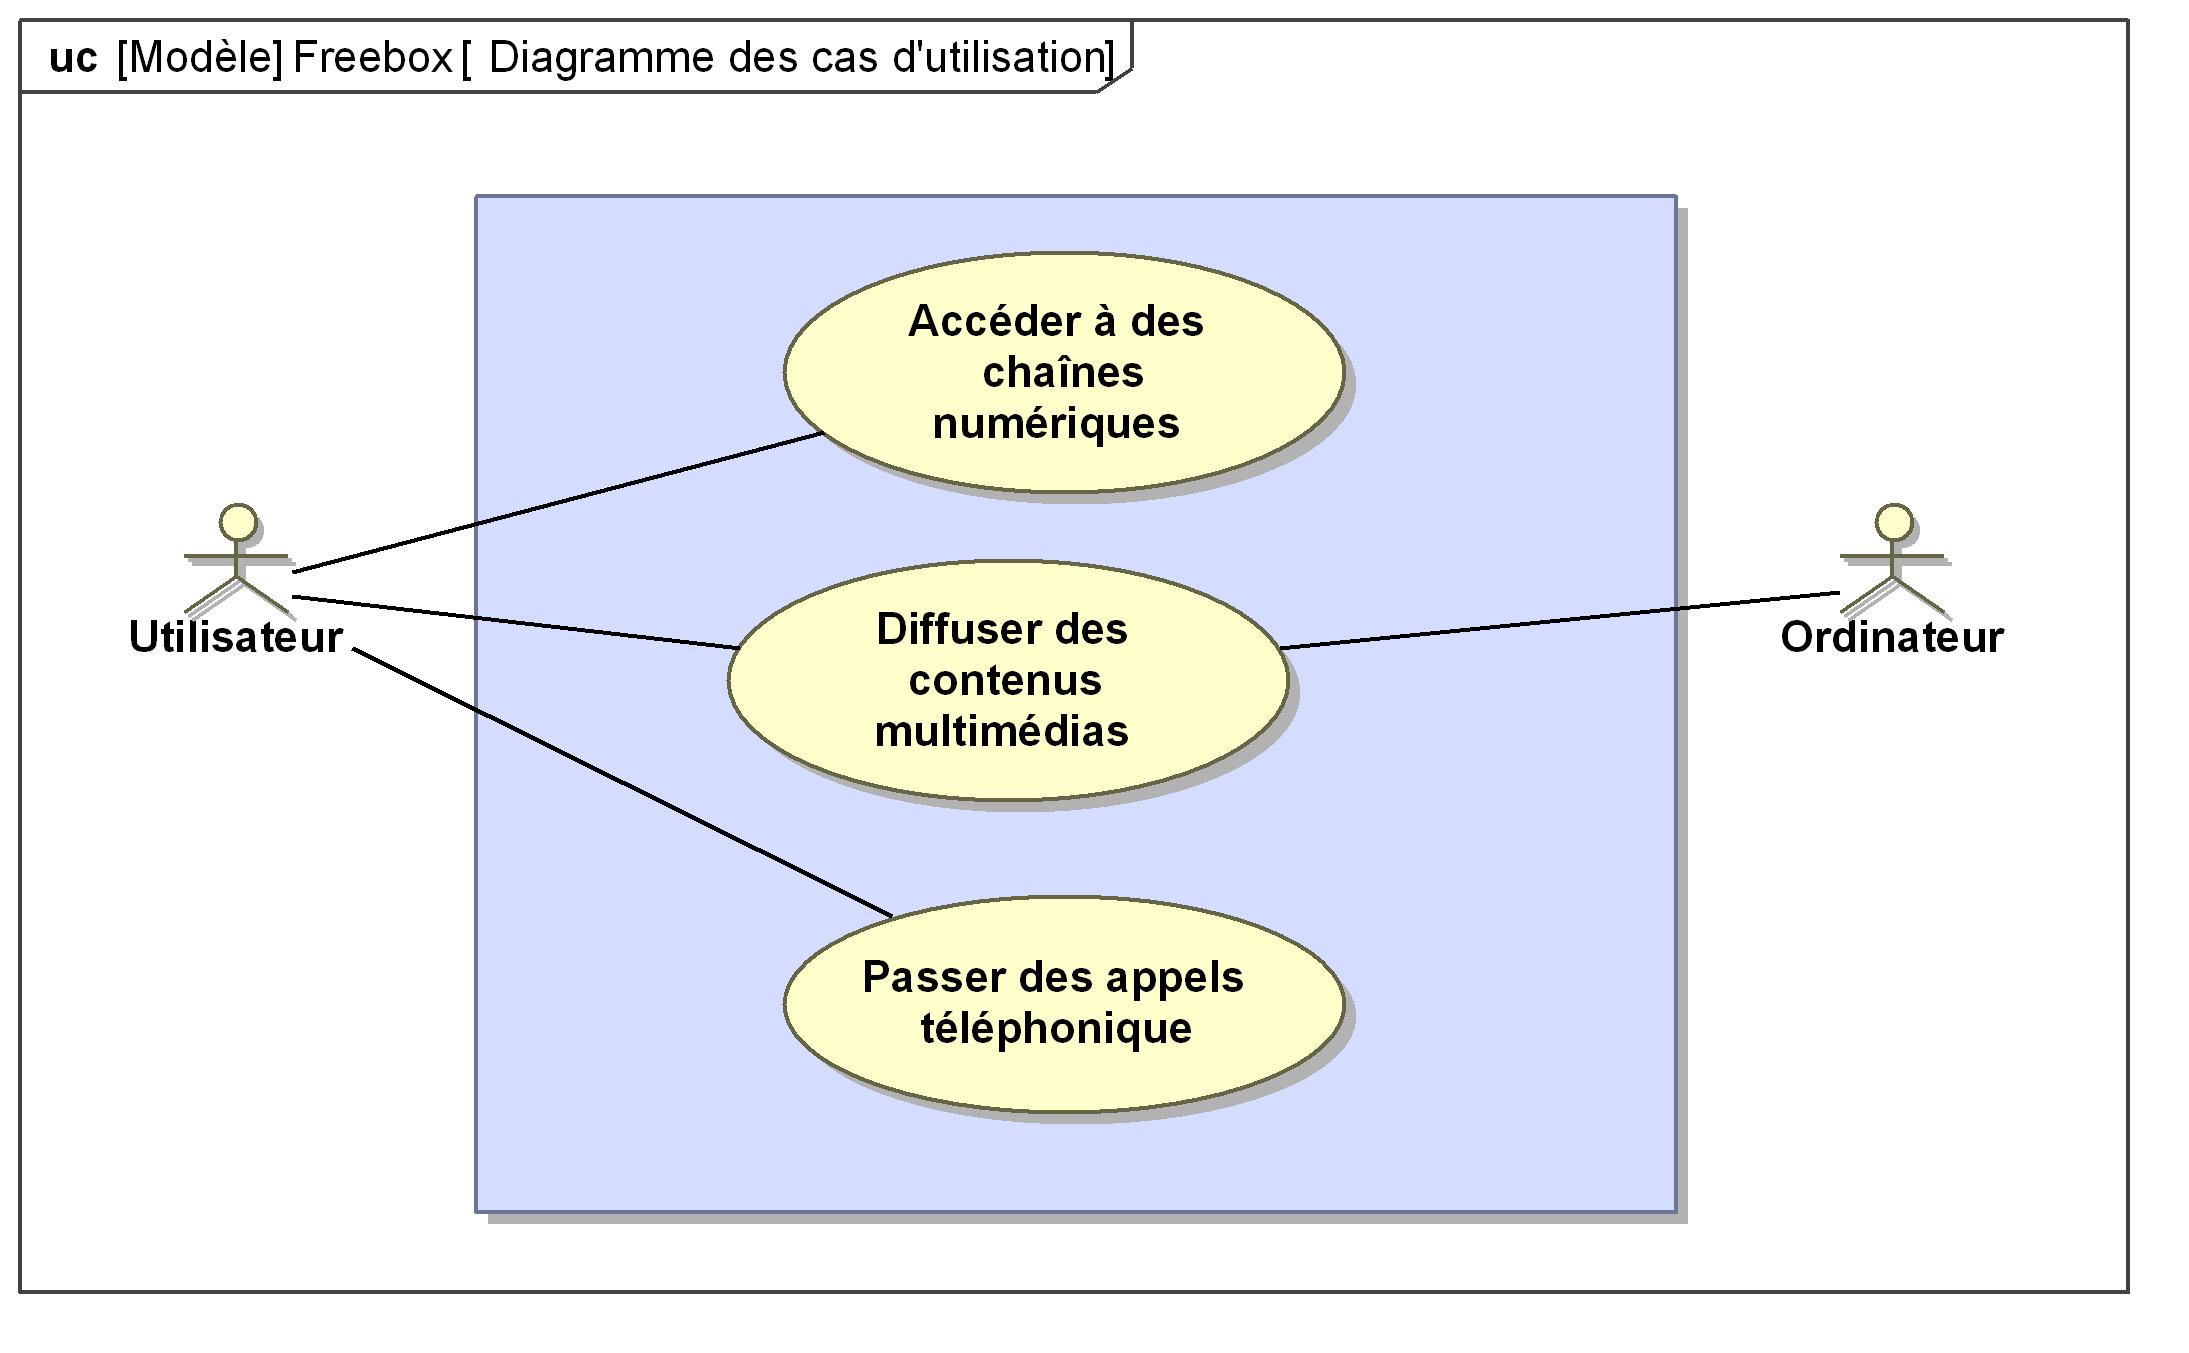 uc [Modèle] Freebox [ Diagramme des cas d'utilisation]
Accéder à des
chaînes
numériques
Utilisateur
Diffuser des
contenus
multimédias
Ordinateur
Passer des appels
téléphonique